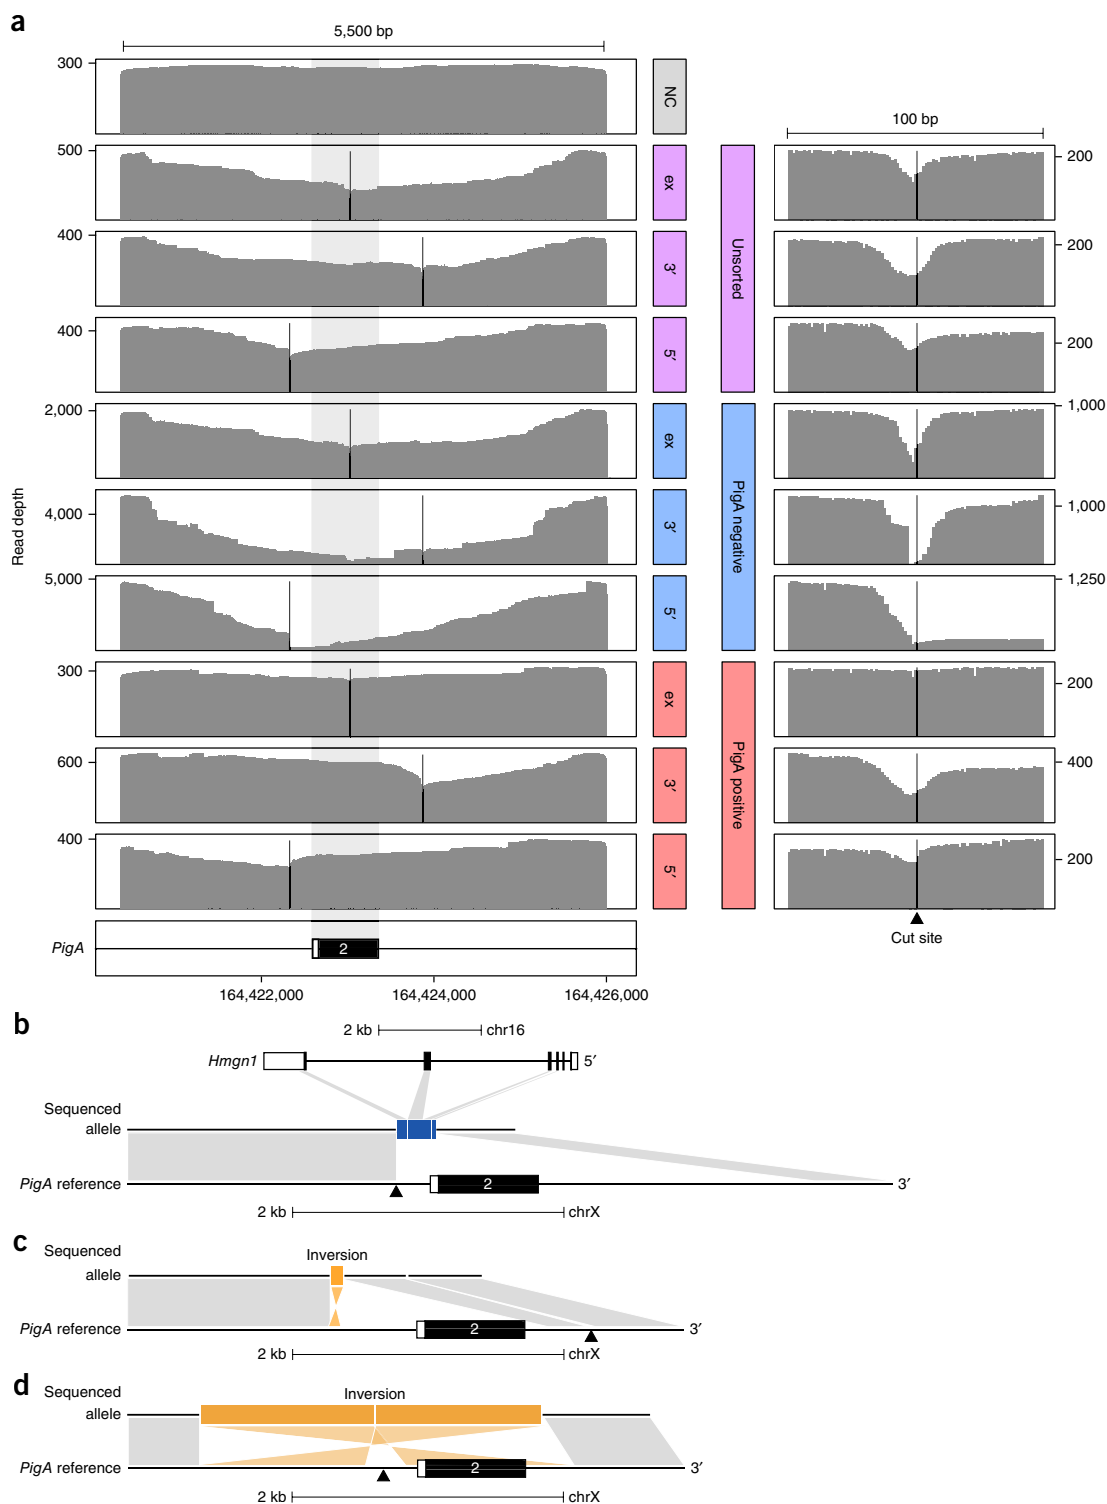 a
5,500 bp
300
NC
100 bp
500
ex
200
400
3′
Unsorted
200
400
5′
200
2,000
ex
1,000
Read depth
4,000
3′
PigA negative
1,000
5,000
5′
1,250
300
ex
200
600
3′
PigA positive
400
400
5′
200
Cut site
PigA
2
164,422,000
164,424,000
164,426,000
b
2 kb
chr16
Hmgn1
5′
Sequenced
allele
PigA reference
2
3′
2 kb
chrX
c
Sequenced
Inversion
allele
PigA reference
2
3′
2 kb
chrX
d
Sequenced
Inversion
allele
PigA reference
2
3′
2 kb
chrX